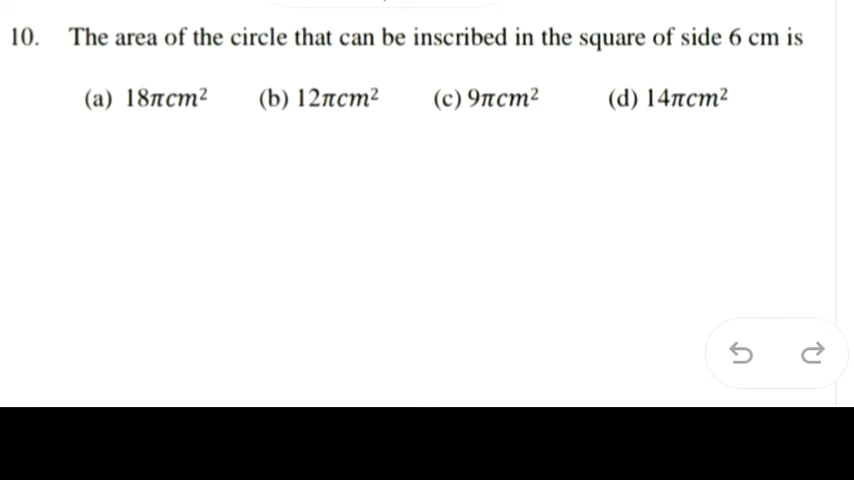 10. The area of the circle that can be inscribed in the square of side 6 cm is
(a) 18πcm² (b) 12πcm² (c) 9πcm² (d) 14πcm²